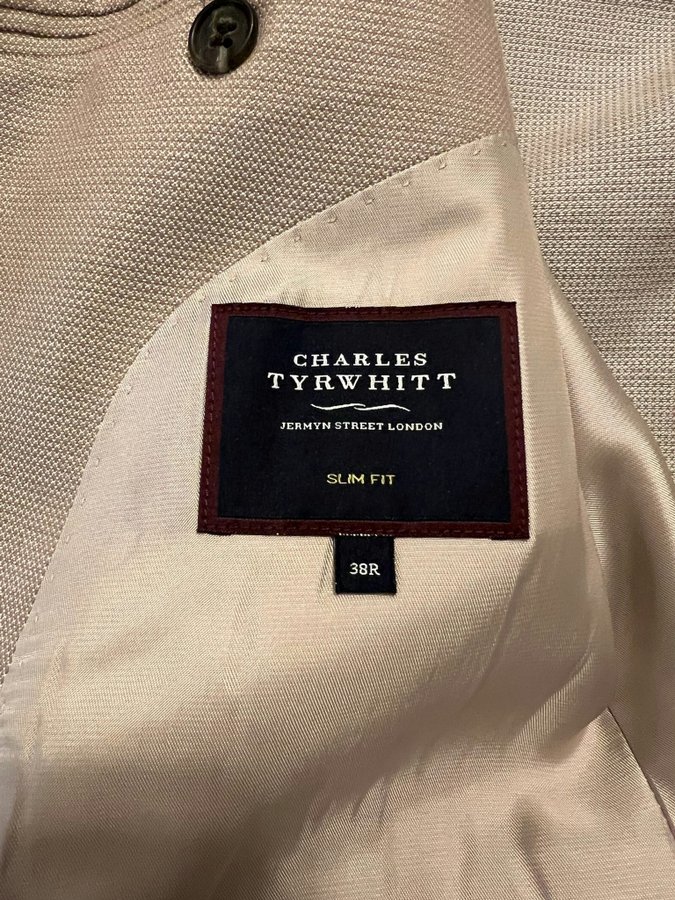 CHARLES
TYRWHITT
JERMYN STREET LONDON
SLIM FIT
38R